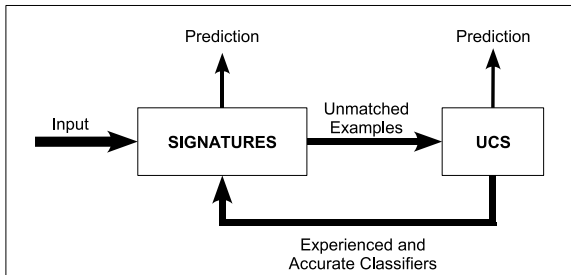 Prediction
Prediction
Input
Unmatched
Examples
SIGNATURES
UCS
Experienced and
Accurate Classifiers